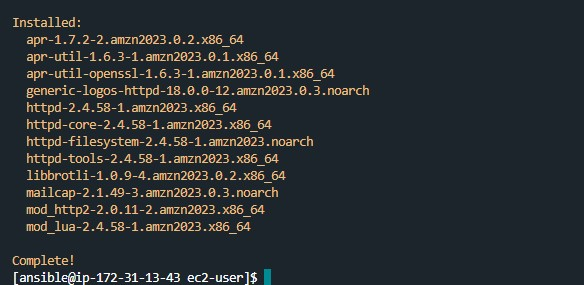 Installed:
apr-1.7.2-2.amzn2023.0.2.x86_64
apr-util-1.6.3-1.amzn2023.0.1.x86_64
apr-util-openssl-1.6.3-1.amzn2023.0.1.x86_64
generic-logos-httpd-18.0.0-12.amzn2023.0.3.noarch
httpd-2.4.58-1.amzn2023.x86_64
httpd-core-2.4.58-1.amzn2023.x86_64
httpd-filesystem-2.4.58-1.amzn2023.noarch
httpd-tools-2.4.58-1.amzn2023.x86_64
libbrotli-1.0.9-4.amzn2023.0.2.x86_64
mailcap-2.1.49-3.amzn2023.0.3.noarch
mod_http2-2.0.11-2.amzn2023.x86_64
mod_lua-2.4.58-1.amzn2023.x86_64
Complete!
[ansible@ip-172-31-13-43 ec2-user]$